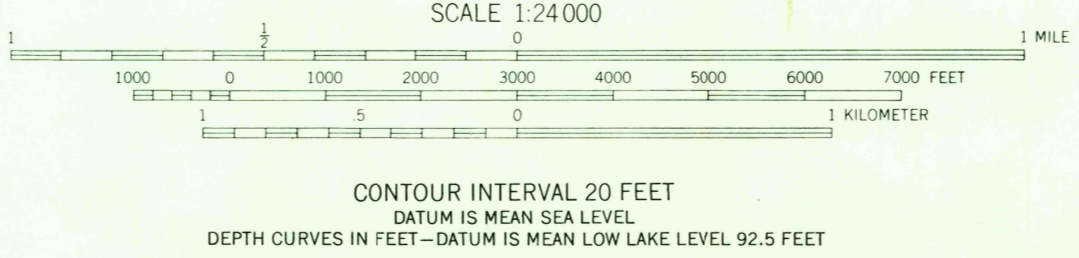 SCALE 1:24 000
1 1/2 0 1 MILE
1000 0 1000 2000 3000 4000 5000 6000 7000 FEET
1 .5 0 1 KILOMETER
CONTOUR INTERVAL 20 FEET
DATUM IS MEAN SEA LEVEL
DEPTH CURVES IN FEET—DATUM IS MEAN LOW LAKE LEVEL 92.5 FEET